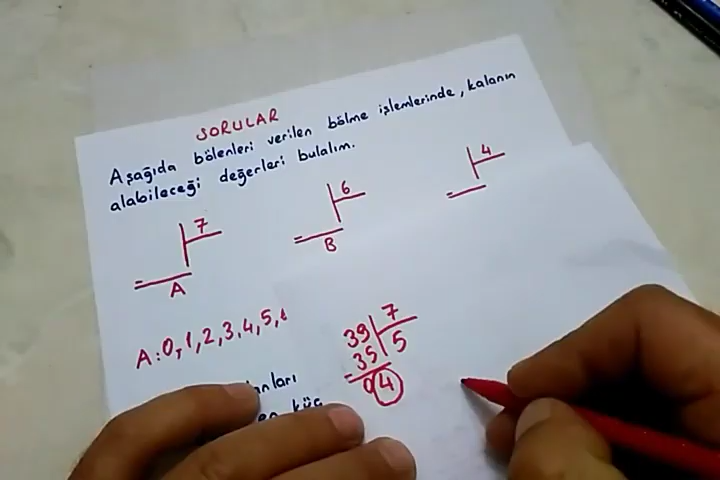 SORULAR
Aşağıda bölenleri verilen bölme işlemlerinde, kalanın
alabileceği değerleri bulalım.
7
A
6
B
4
A:0,1,2,3,4,5,
39 7
35 5
04